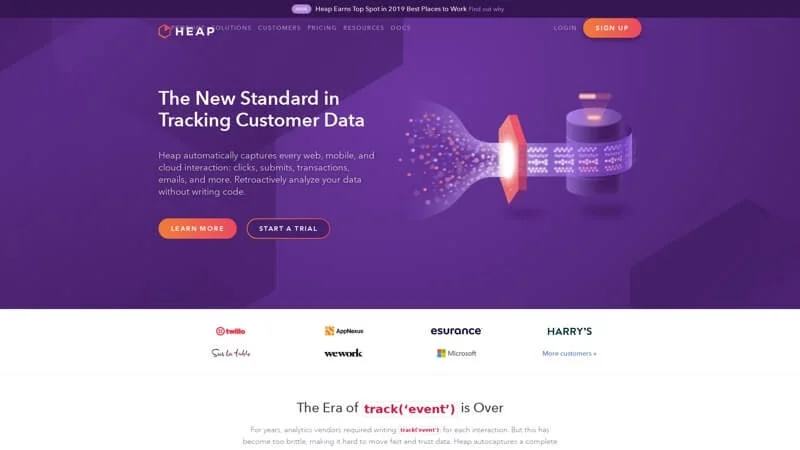 Heap Earns Top Spot in 2019 Best Places to Work Find out why
HEAP SOLUTIONS CUSTOMERS PRICING RESOURCES DOCS LOGIN SIGN UP
The New Standard in
Tracking Customer Data
Heap automatically captures every web, mobile, and
cloud interaction: clicks, submits, transactions,
emails, and more. Retroactively analyze your data
without writing code.
LEARN MORE START A TRIAL
twilio AppNexus esurance HARRY'S
Sur la table wework Microsoft More customers »
The Era of track(‘event’) is Over
For years, analytics vendors required writing track('event') for each interaction. But this has
become too brittle, making it hard to move fast and trust data. Heap autocaptures a complete